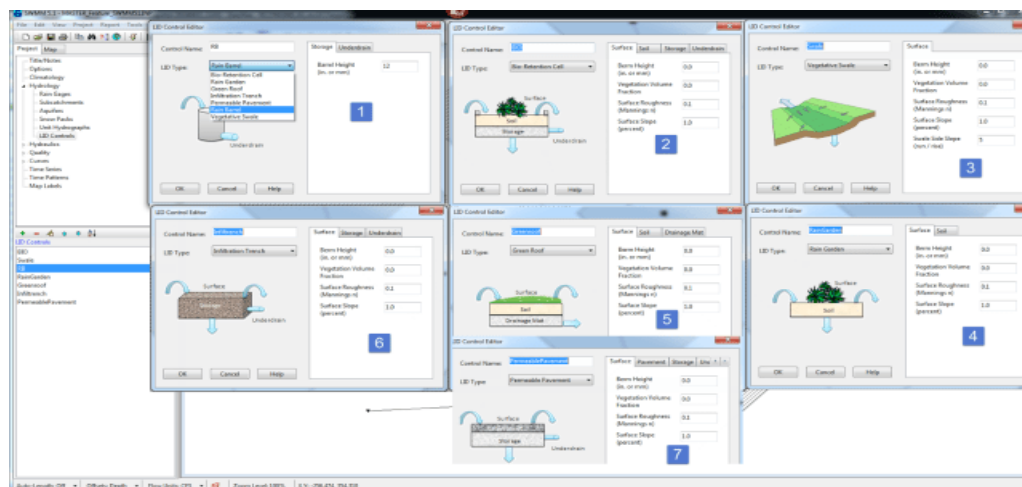 File Edit View Project Report Tools
Project Map
Title/Notes
Options
Climatology
Hydrology
Rain Gages
Subcatchments
Aquifers
Snow Packs
Unit Hydrographs
LID Controls
Hydraulics
Quality
Curves
Time Series
Time Patterns
Map Labels
LID Controls
Swale
RB
RainGarden
Greenroof
Infiltrench
PermeablePavement
LID Control Editor
Control Name: RB
LID Type: Rain Barrel
Bio-Retention Cell
Rain Garden
Green Roof
Infiltration Trench
Permeable Pavement
Rain Barrel
Vegetative Swale
Underdrain
Storage Underdrain
Barrel Height
(in. or mm) 12
1
OK Cancel Help
LID Control Editor
Control Name:
LID Type: Bio-Retention Cell
Surface
Soil
Storage
Underdrain
Surface Soil Storage Underdrain
Berm Height
(in. or mm) 0.0
Vegetation Volume
Fraction 0.0
Surface Roughness
(Mannings n) 0.1
Surface Slope
(percent) 1.0
2
OK Cancel Help
LID Control Editor
Control Name: Swale
LID Type: Vegetative Swale
Surface
Berm Height
(in. or mm) 0.0
Vegetation Volume
Fraction 0.0
Surface Roughness
(Mannings n) 0.1
Surface Slope
(percent) 1.0
Swale Side Slope
(run / rise) 5
3
OK Cancel Help
LID Control Editor
Control Name: Infiltrench
LID Type: Infiltration Trench
Surface
Storage
Underdrain
Surface Storage Underdrain
Berm Height
(in. or mm) 0.0
Vegetation Volume
Fraction 0.0
Surface Roughness
(Mannings n) 0.1
Surface Slope
(percent) 1.0
6
OK Cancel Help
LID Control Editor
Control Name: Greenroof
LID Type: Green Roof
Surface
Soil
Drainage Mat
Surface Soil Drainage Mat
Berm Height
(in. or mm) 0.0
Vegetation Volume
Fraction 0.0
Surface Roughness
(Mannings n) 0.1
Surface Slope
(percent) 1.0
5
LID Control Editor
Control Name: RainGarden
LID Type: Rain Garden
Surface
Soil
Surface Soil
Berm Height
(in. or mm) 0.0
Vegetation Volume
Fraction 0.0
Surface Roughness
(Mannings n) 0.1
Surface Slope
(percent) 1.0
4
OK Cancel Help
LID Control Editor
Control Name: PermeablePavement
LID Type: Permeable Pavement
Surface
Storage
Underdrain
Surface Pavement Storage Und
Berm Height
(in. or mm) 0.0
Vegetation Volume
Fraction 0.0
Surface Roughness
(Mannings n) 0.1
Surface Slope
(percent) 1.0
7